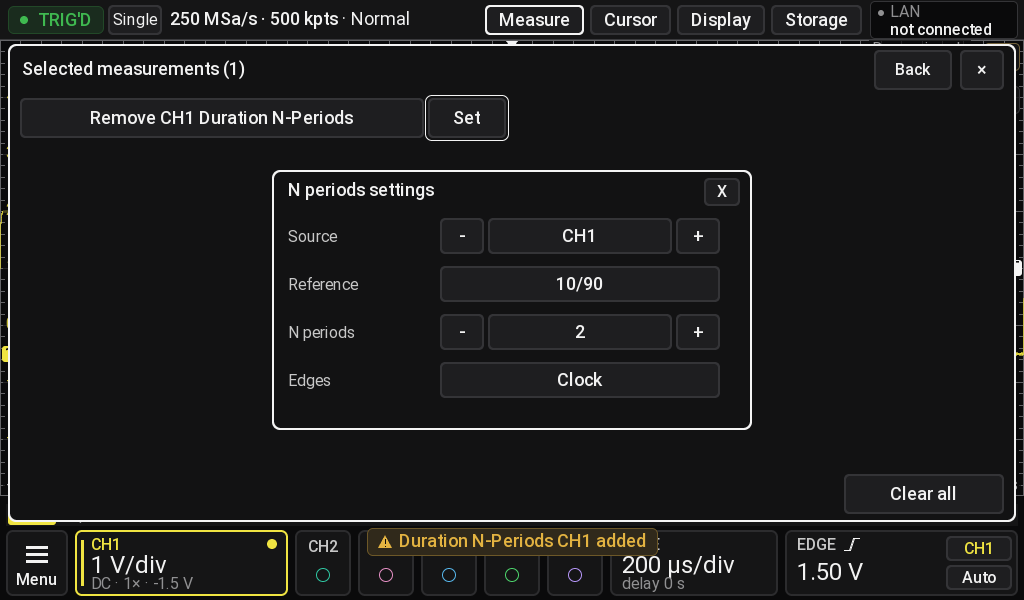 TRIG'D Single 250 MSa/s · 500 kpts · Normal Measure Cursor Display Storage LAN
not connected
Selected measurements (1) Back ×
Remove CH1 Duration N-Periods Set
N periods settings X
Source - CH1 +
Reference 10/90
N periods - 2 +
Edges Clock
Clear all
Duration N-Periods CH1 added
Menu
CH1
1 V/div
DC · 1× · -1.5 V
CH2
200 µs/div
delay 0 s
EDGE
1.50 V
CH1
Auto